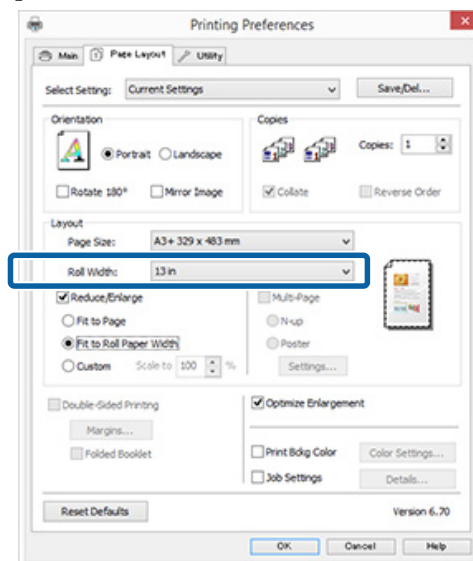 Printing Preferences
Main Page Layout Utility
Select Setting: Current Settings Save/Del...
Orientation Copies
Portrait Landscape Copies: 1
Rotate 180° Mirror Image Collate Reverse Order
Layout
Page Size: A3+ 329 x 483 mm
Roll Width: 13 in
Reduce/Enlarge Multi-Page
Fit to Page N-up
Fit to Roll Paper Width Poster
Custom Scale to 100 % Settings...
Double-Sided Printing Optimize Enlargement
Margins...
Folded Booklet Print Bckg Color Color Settings...
Job Settings Details...
Reset Defaults Version 6.70
OK Cancel Help